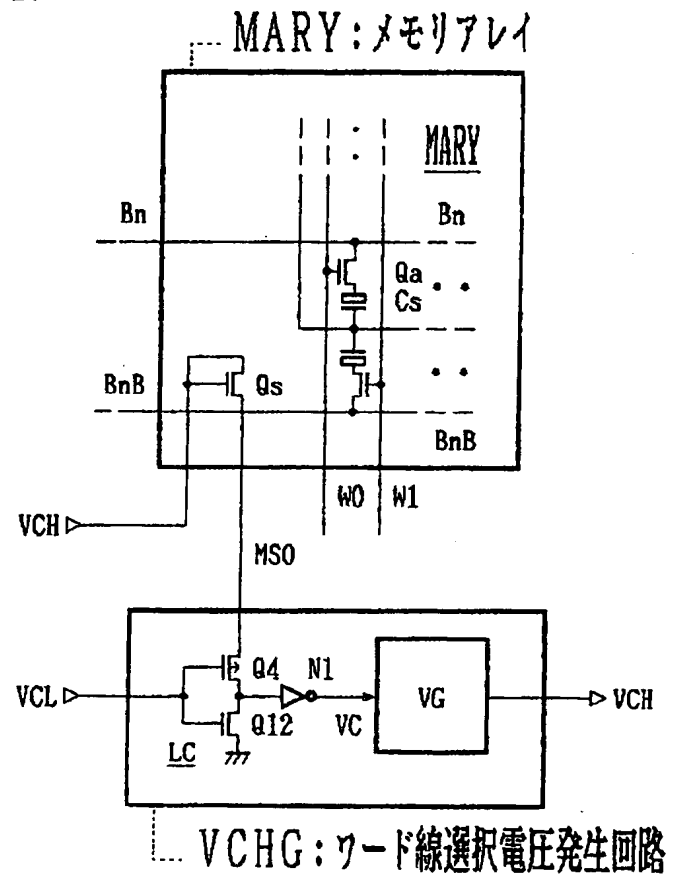 MARY:メモリアレイ
MARY
Bn
Bn
Qa
Cs
BnB
Qs
BnB
W0
W1
VCH
MS0
Q4
N1
VCL
VG
VCH
VC
Q12
LC
VCHG:ワード線選択電圧発生回路